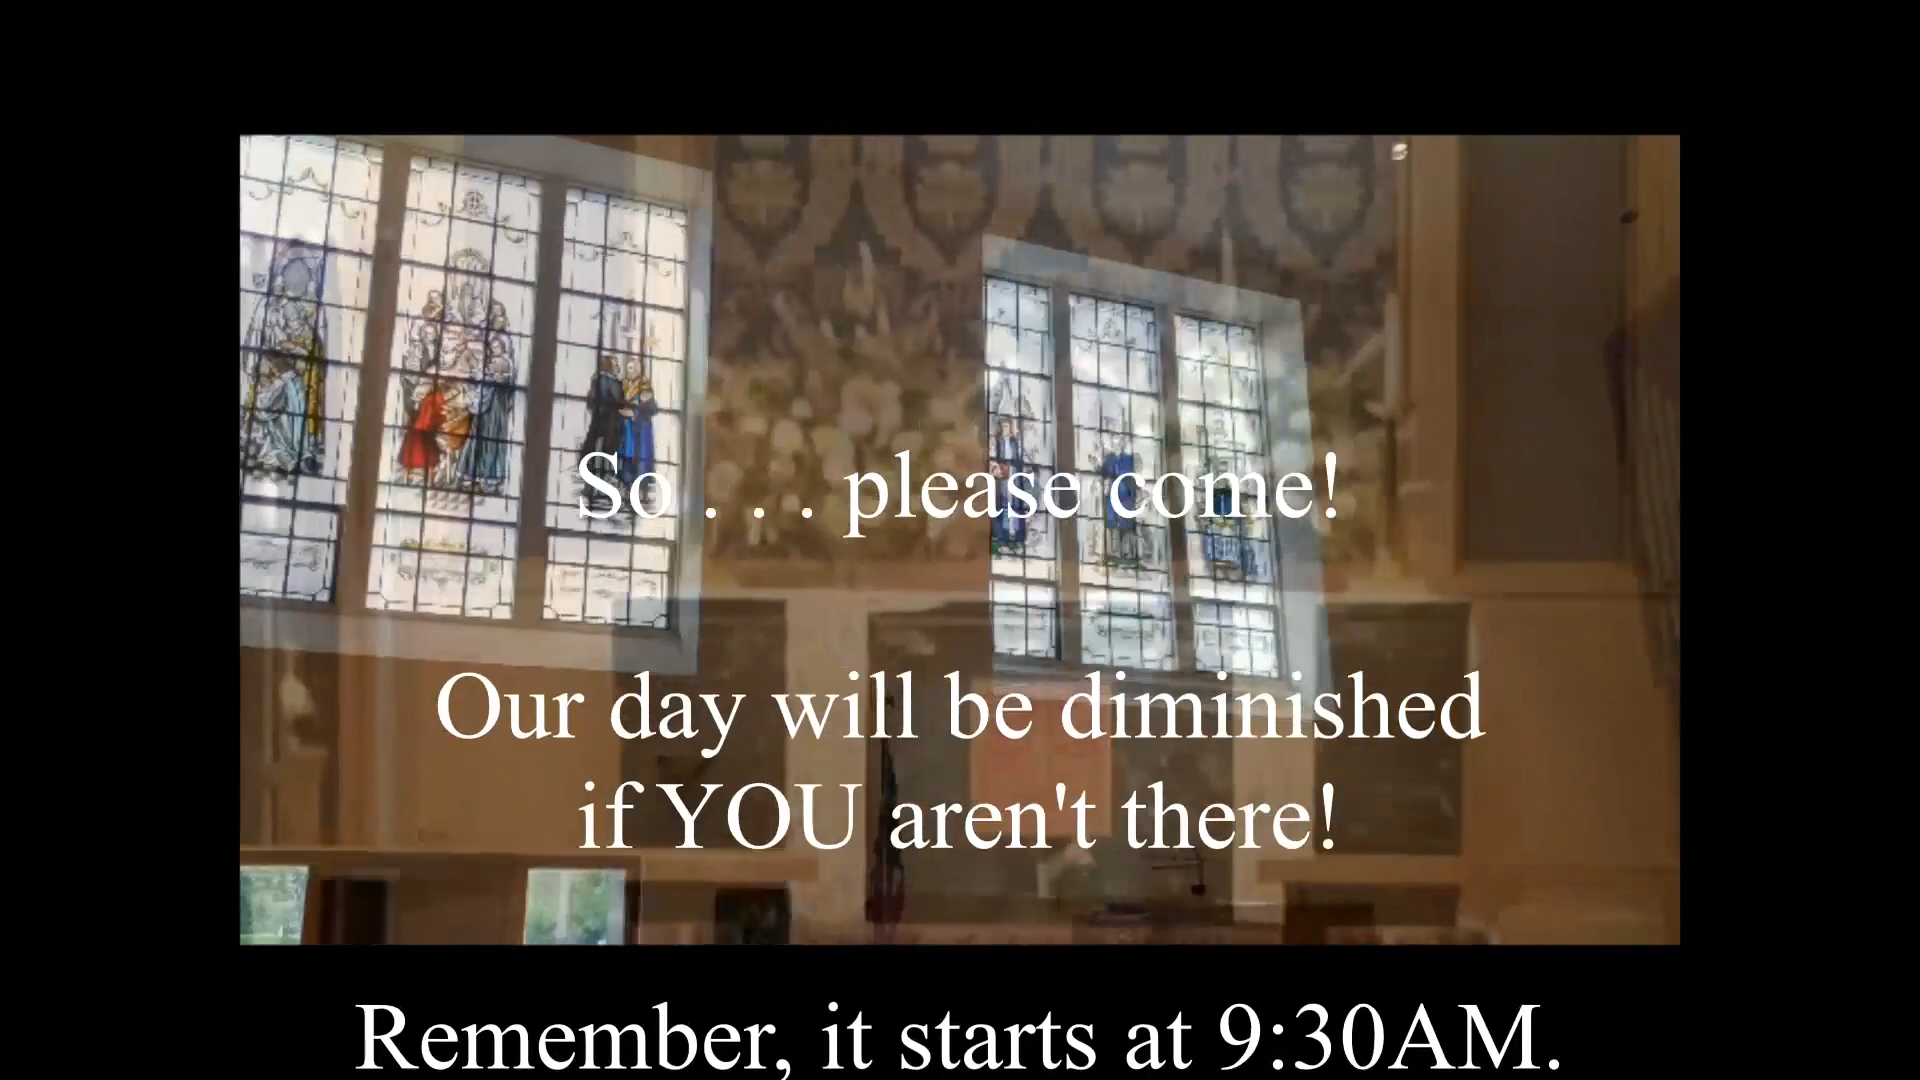 So . . . please come!
Our day will be diminished
if YOU aren't there!
Remember, it starts at 9:30AM.